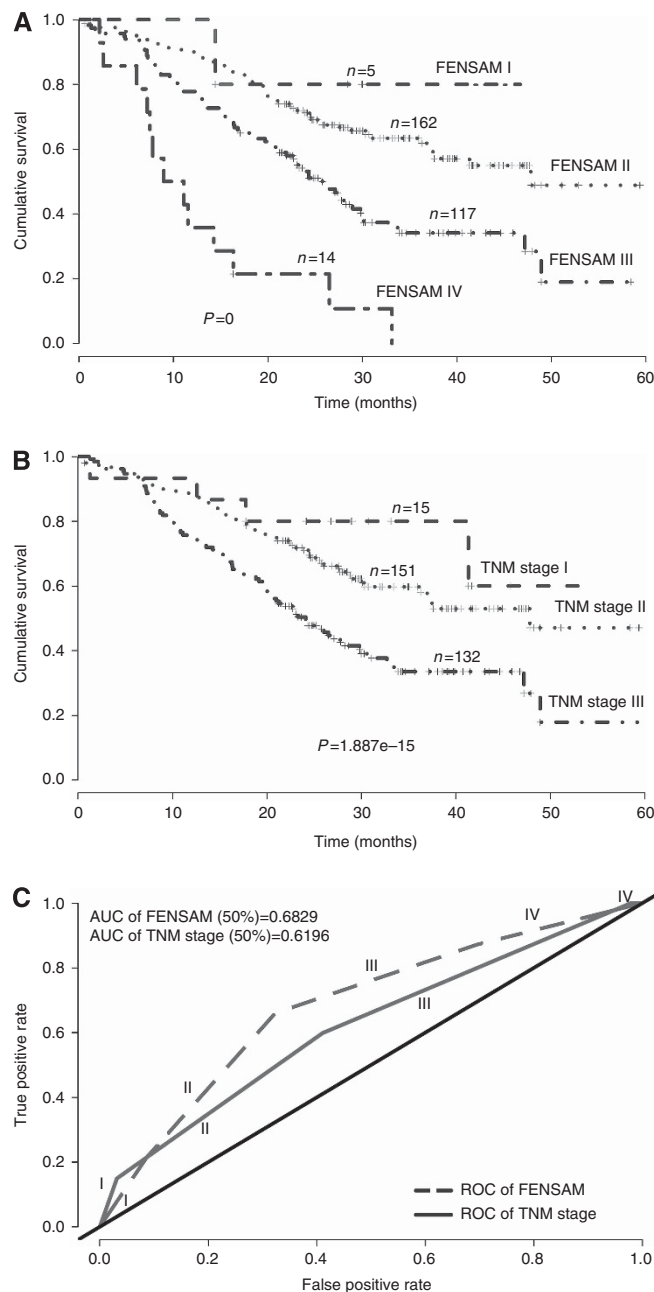 A
1.0
0.8
0.6
0.4
0.2
0.0
Cumulative survival
n=5
FENSAM I
n=162
FENSAM II
n=117
FENSAM III
n=14
FENSAM IV
P=0
0 10 20 30 40 50 60
Time (months)
B
1.0
0.8
0.6
0.4
0.2
0.0
Cumulative survival
n=15
TNM stage I
n=151
TNM stage II
n=132
TNM stage III
P=1.887e–15
0 10 20 30 40 50 60
Time (months)
C
1.0
0.8
0.6
0.4
0.2
0.0
True positive rate
AUC of FENSAM (50%)=0.6829
AUC of TNM stage (50%)=0.6196
IV
IV
III
III
II
II
I
I
ROC of FENSAM
ROC of TNM stage
0.0 0.2 0.4 0.6 0.8 1.0
False positive rate